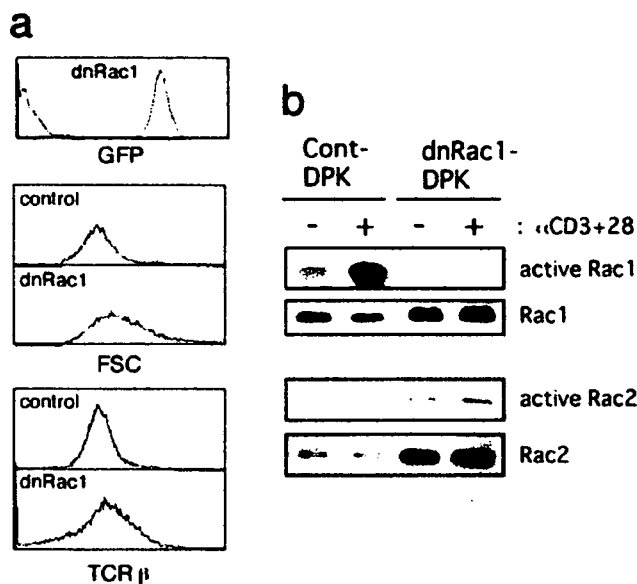 a
dnRac1
GFP
control
dnRac1
FSC
control
dnRac1
TCR β
b
Cont-
DPK
dnRac1-
DPK
- + - + : αCD3+28
active Rac1
Rac1
active Rac2
Rac2